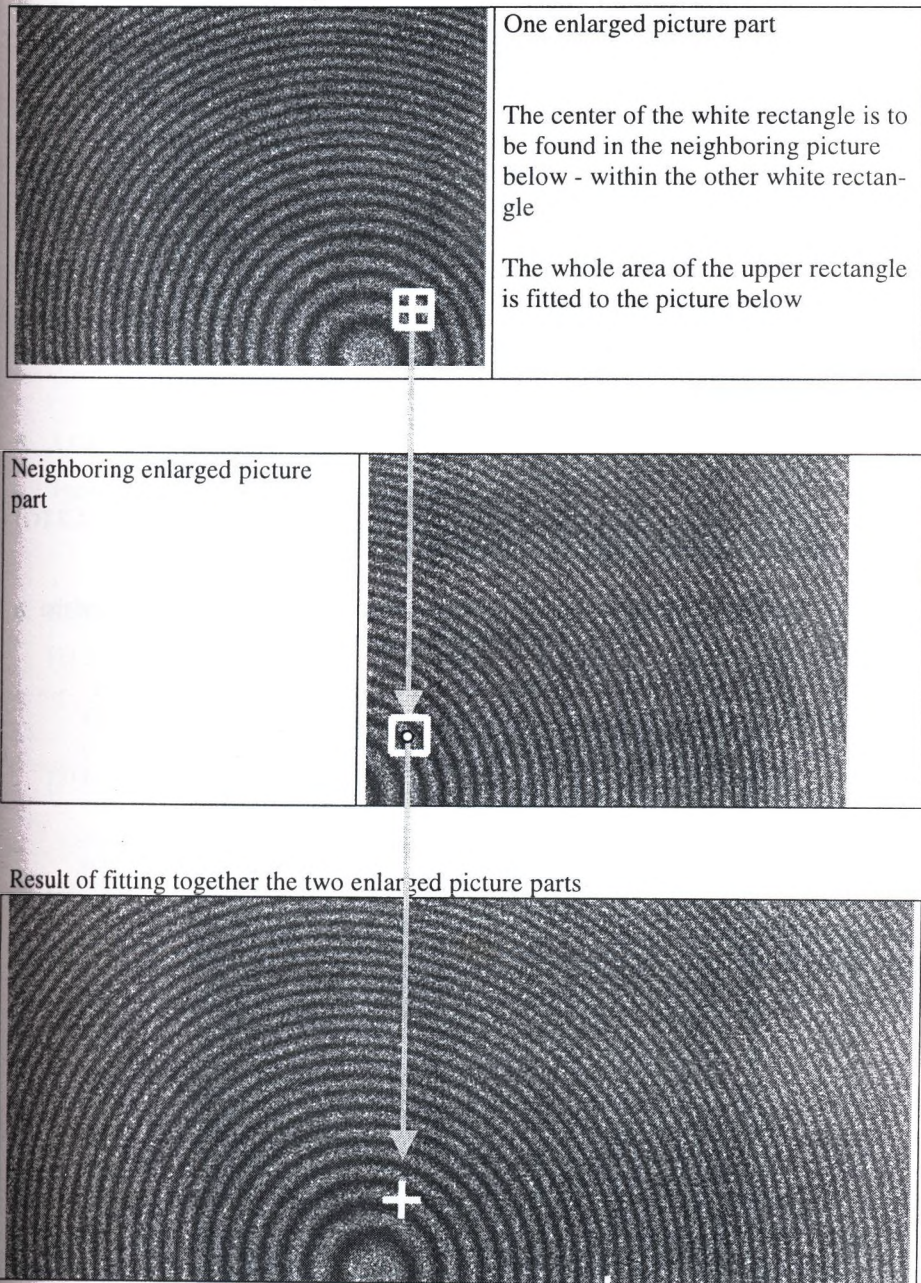 One enlarged picture part
The center of the white rectangle is to
be found in the neighboring picture
below - within the other white rectan-
gle
The whole area of the upper rectangle
is fitted to the picture below
Neighboring enlarged picture
part
Result of fitting together the two enlarged picture parts